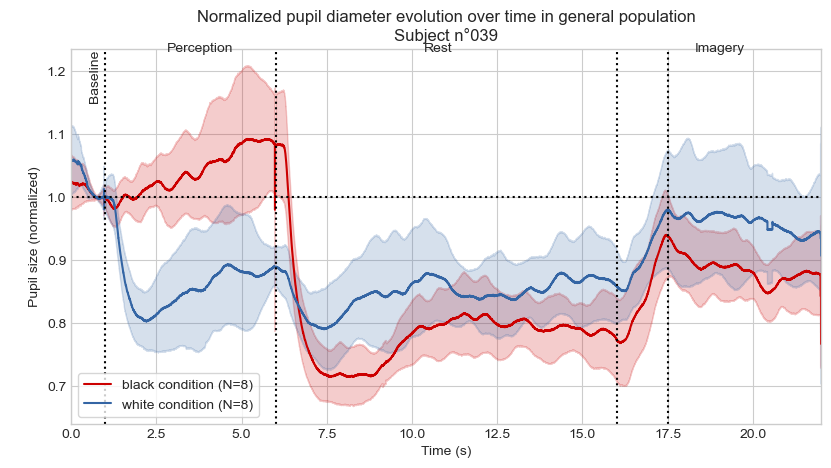 Normalized pupil diameter evolution over time in general population
Subject n°039
Baseline
Perception
Rest
Imagery
Pupil size (normalized)
1.2
1.1
1.0
0.9
0.8
0.7
black condition (N=8)
white condition (N=8)
0.0 2.5 5.0 7.5 10.0 12.5 15.0 17.5 20.0
Time (s)